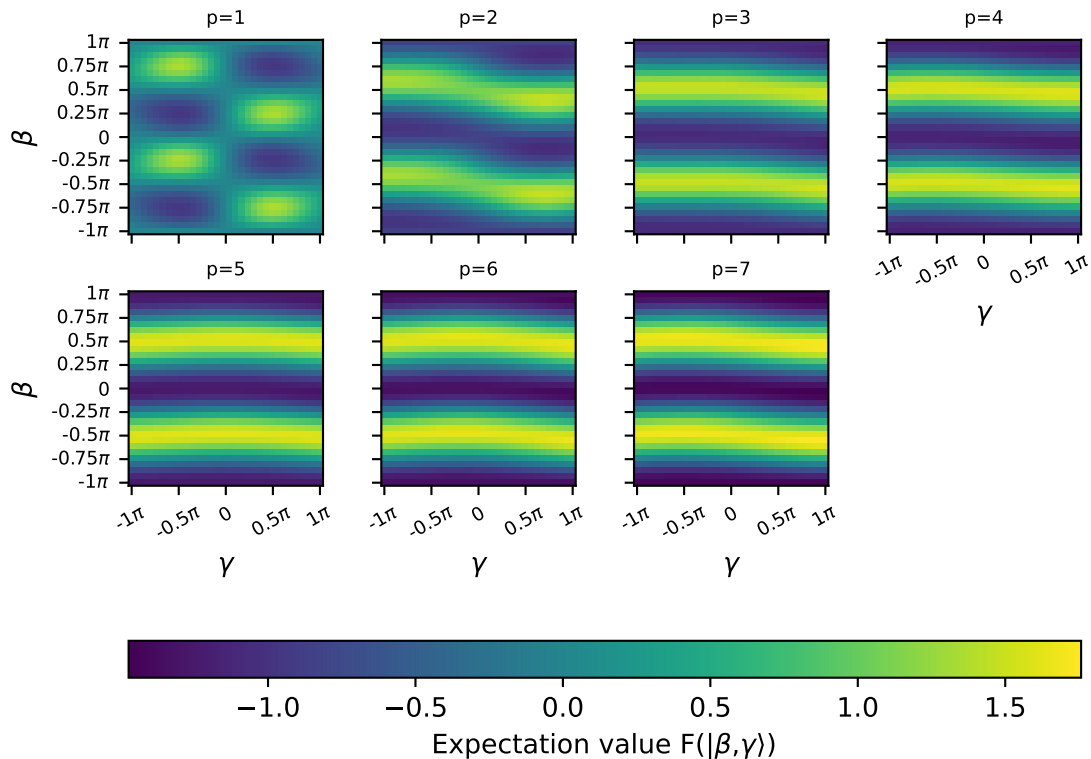 p=1 p=2 p=3 p=4
1π
0.75π
0.5π
0.25π
0
-0.25π
-0.5π
-0.75π
-1π
β
-1π -0.5π 0 0.5π 1π
γ
p=5 p=6 p=7
1π
0.75π
0.5π
0.25π
0
-0.25π
-0.5π
-0.75π
-1π
β
-1π -0.5π 0 0.5π 1π -1π -0.5π 0 0.5π 1π -1π -0.5π 0 0.5π 1π
γ γ γ
−1.0 −0.5 0.0 0.5 1.0 1.5
Expectation value F(|β,γ⟩)